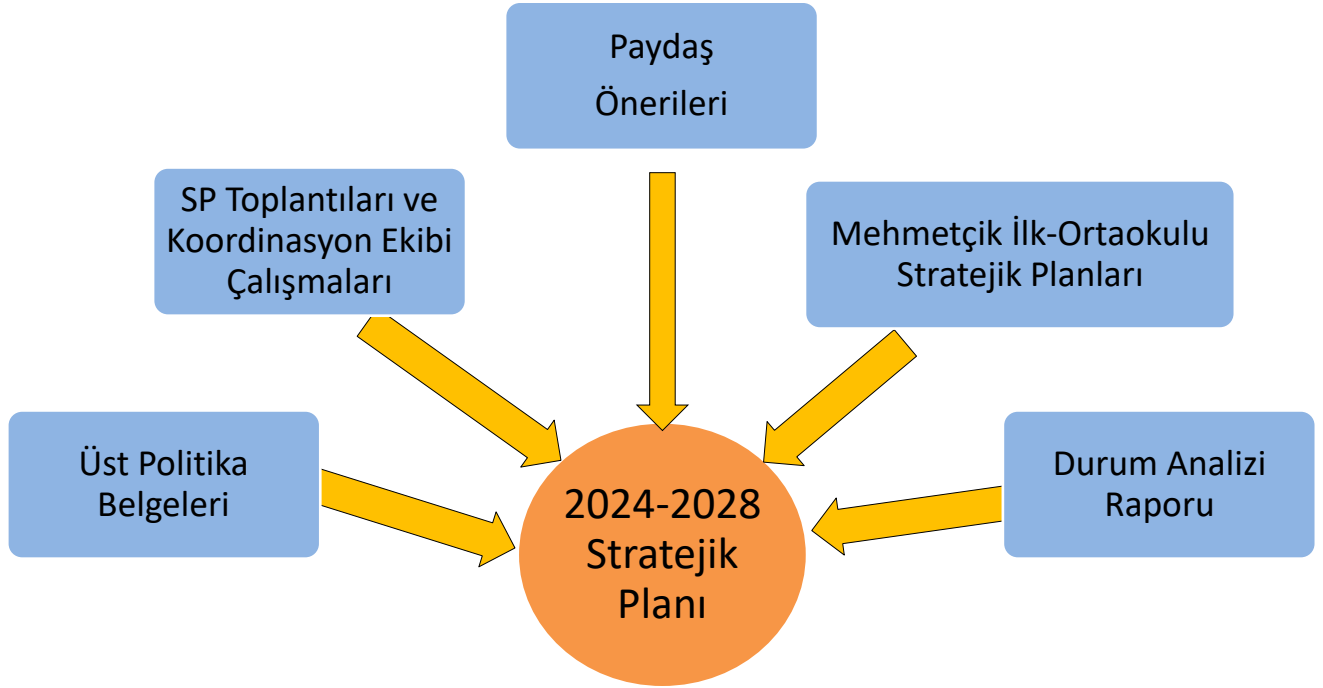 Paydaş
Önerileri
SP Toplantıları ve
Koordinasyon Ekibi
Çalışmaları
Mehmetçik İlk-Ortaokulu
Stratejik Planları
Üst Politika
Belgeleri
Durum Analizi
Raporu
2024-2028
Stratejik
Planı